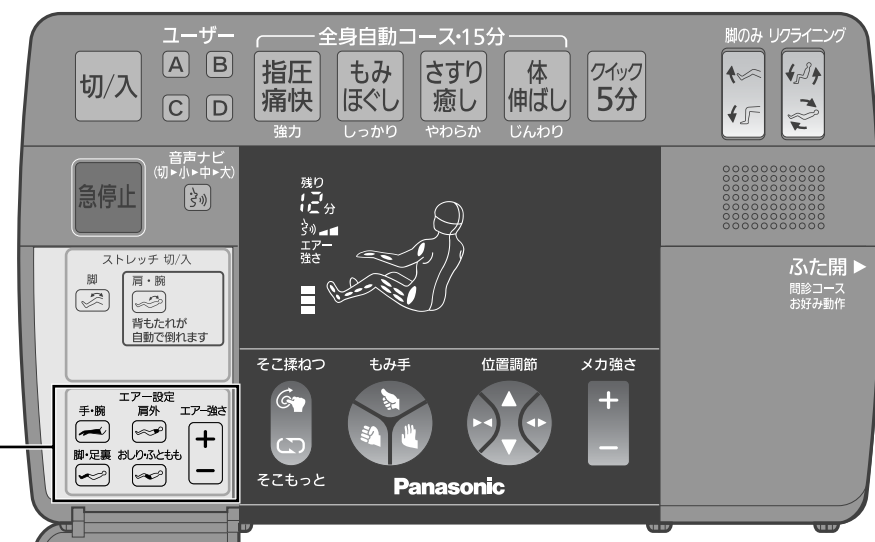 ユーザー
A B
C D
切/入
全身自動コース・15分
指圧
痛快
強力
もみ
ほぐし
しっかり
さすり
癒し
やわらか
体
伸ばし
じんわり
クイック
5分
脚のみ リクライニング
急停止
音声ナビ
(切▶小▶中▶大)
残り
12分
エアー
強さ
ふた開▶
問診コース
お好み動作
ストレッチ 切/入
脚
肩・腕
背もたれが
自動で倒れます
エアー設定
手・腕 肩外 エアー強さ
+
脚・足裏 おしり・ふともも
−
そこ揉ねつ
そこもっと
もみ手
位置調節
メカ強さ
+
−
Panasonic